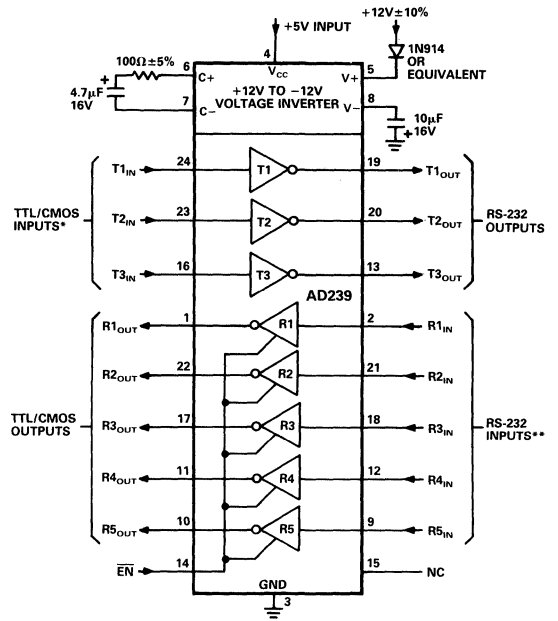 +5V INPUT
+12V±10%
100Ω±5%
6
C+
4
VCC
V+
5
1N914
OR
EQUIVALENT
+
4.7μF
16V
7
C−
+12V TO −12V
VOLTAGE INVERTER
V−
8
10μF
+ 16V
T1IN
24
T1
19
T1OUT
TTL/CMOS
INPUTS*
T2IN
23
T2
20
T2OUT
RS-232
OUTPUTS
T3IN
16
T3
13
T3OUT
AD239
R1OUT
1
R1
2
R1IN
R2OUT
22
R2
21
R2IN
TTL/CMOS
OUTPUTS
R3OUT
17
R3
18
R3IN
RS-232
INPUTS**
R4OUT
11
R4
12
R4IN
R5OUT
10
R5
9
R5IN
EN
14
15
NC
GND
3